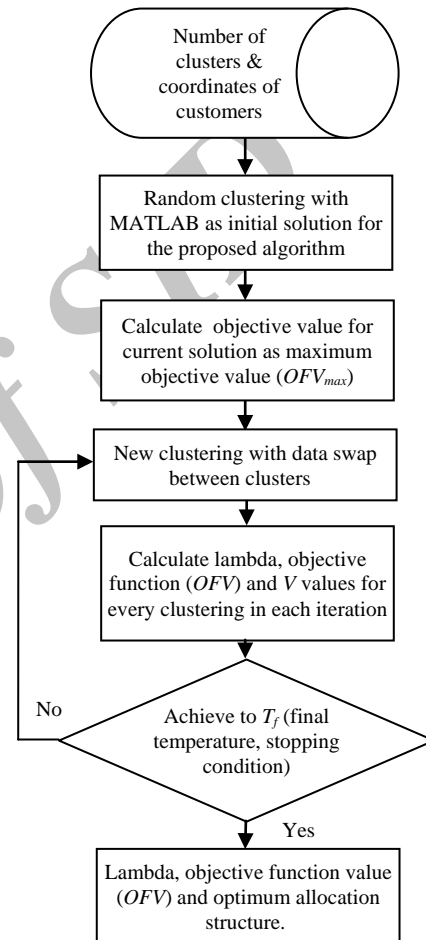 Number of
clusters &
coordinates of
customers
Random clustering with
MATLAB as initial solution for
the proposed algorithm
Calculate objective value for
current solution as maximum
objective value (OFVmax)
New clustering with data swap
between clusters
Calculate lambda, objective
function (OFV) and V values for
every clustering in each iteration
No
Achieve to Tf (final
temperature, stopping
condition)
Yes
Lambda, objective function value
(OFV) and optimum allocation
structure.